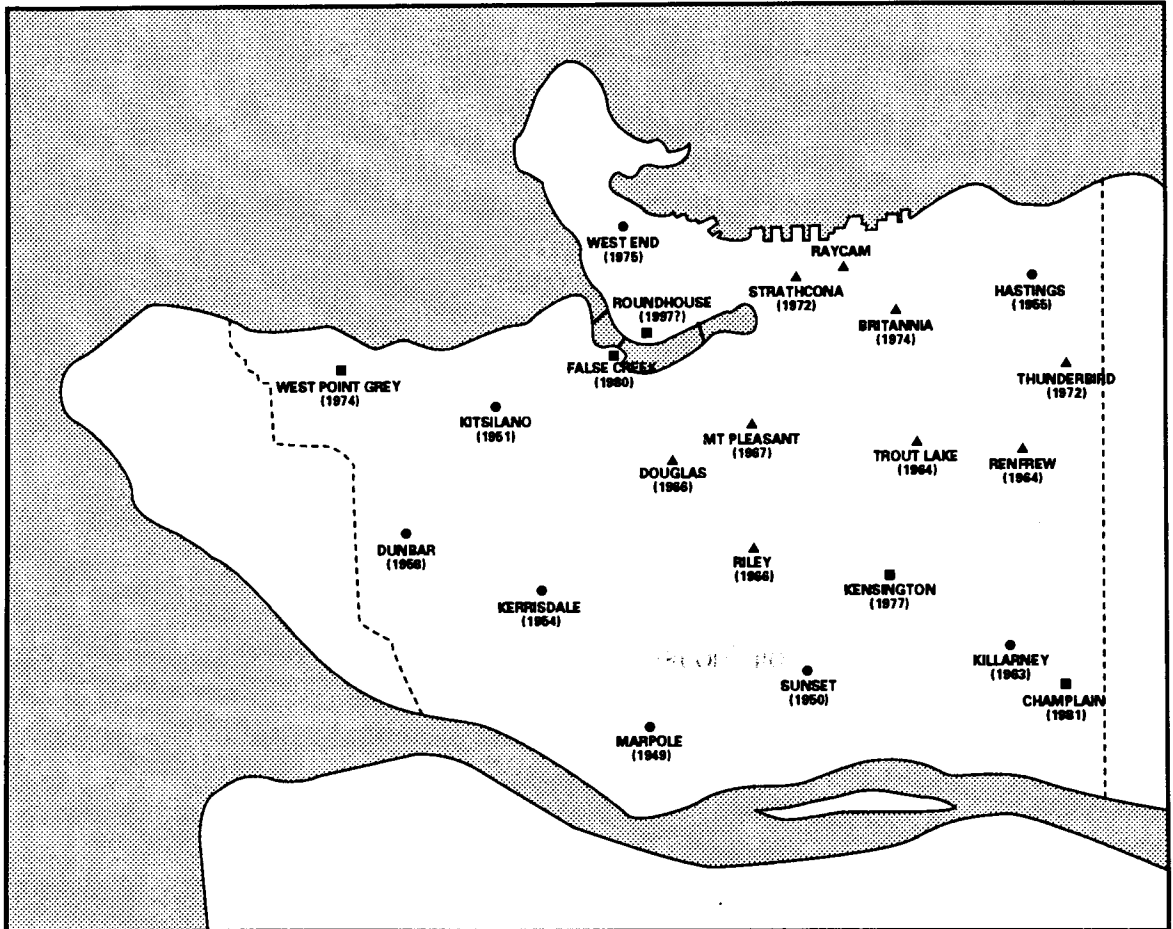 WEST END
(1975)
RAYCAM
STRATHCONA
(1972)
HASTINGS
(1955)
ROUNDHOUSE
(1997?)
BRITANNIA
(1974)
FALSE CREEK
(1980)
THUNDERBIRD
(1972)
WEST POINT GREY
(1974)
KITSILANO
(1951)
MT PLEASANT
(1967)
TROUT LAKE
(1964)
RENFREW
(1964)
DOUGLAS
(1966)
DUNBAR
(1958)
RILEY
(1966)
KENSINGTON
(1977)
KERRISDALE
(1954)
KILLARNEY
(1963)
SUNSET
(1950)
CHAMPLAIN
(1981)
MARPOLE
(1949)